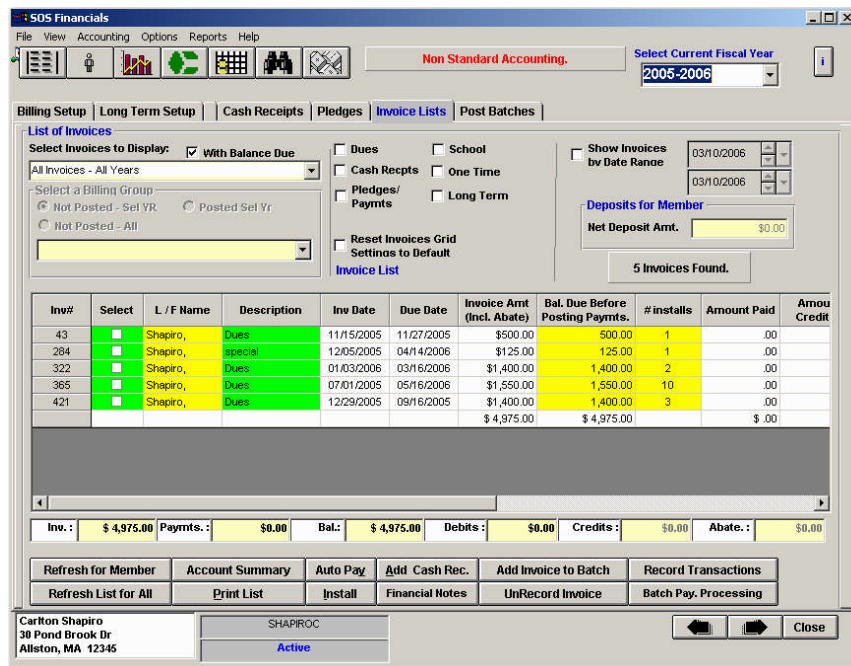 SOS Financials
File View Accounting Options Reports Help
Non Standard Accounting.
Select Current Fiscal Year
2005-2006
i
Billing Setup Long Term Setup Cash Receipts Pledges Invoice Lists Post Batches
List of Invoices
Select Invoices to Display: With Balance Due
All Invoices - All Years
Select a Billing Group
Not Posted - Sel YR Posted Sel Yr
Not Posted - All
Dues School
Cash Recpts One Time
Pledges/
Paymts Long Term
Reset Invoices Grid
Settings to Default
Invoice List
Show Invoices
by Date Range
03/10/2006
03/10/2006
Deposits for Member
Net Deposit Amt. $0.00
5 Invoices Found.
Inv# Select L / F Name Description Inv Date Due Date Invoice Amt (Incl. Abate) Bal. Due Before Posting Paymts. # installs Amount Paid Amou Credit
43 Shapiro, Dues 11/15/2005 11/27/2005 $500.00 500.00 1 .00
284 Shapiro, special 12/05/2005 04/14/2006 $125.00 125.00 1 .00
322 Shapiro, Dues 01/03/2006 03/16/2006 $1,400.00 1,400.00 2 .00
365 Shapiro, Dues 07/01/2005 05/16/2006 $1,550.00 1,550.00 10 .00
421 Shapiro, Dues 12/29/2005 09/16/2006 $1,400.00 1,400.00 3 .00
$ 4,975.00 $ 4,975.00 $ .00
Inv. : $ 4,975.00 Paymts. : $0.00 Bal.: $ 4,975.00 Debits : $0.00 Credits : $0.00 Abate. : $0.00
Refresh for Member Account Summary Auto Pay Add Cash Rec. Add Invoice to Batch Record Transactions
Refresh List for All Print List Install Financial Notes UnRecord Invoice Batch Pay. Processing
Carlton Shapiro
30 Pond Brook Dr
Allston, MA 12345
SHAPIROC
Active
Close